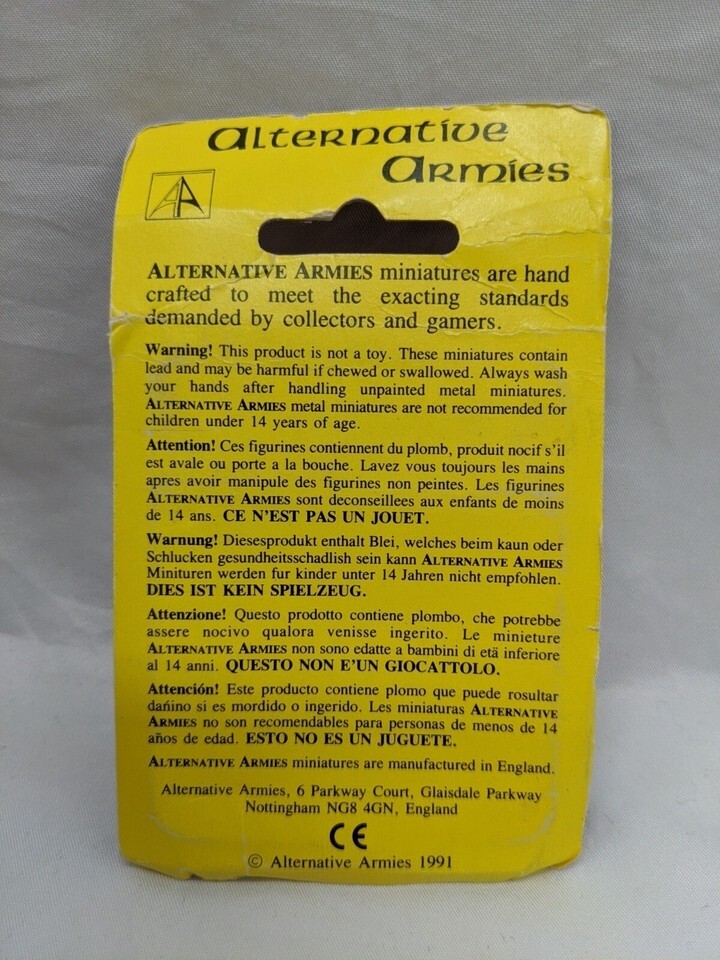 Alternative
Armies
AA
ALTERNATIVE ARMIES miniatures are hand
crafted to meet the exacting standards
demanded by collectors and gamers.
Warning! This product is not a toy. These miniatures contain
lead and may be harmful if chewed or swallowed. Always wash
your hands after handling unpainted metal miniatures.
ALTERNATIVE ARMIES metal miniatures are not recommended for
children under 14 years of age.
Attention! Ces figurines contiennent du plomb, produit nocif s'il
est avale ou porte a la bouche. Lavez vous toujours les mains
apres avoir manipule des figurines non peintes. Les figurines
ALTERNATIVE ARMIES sont deconseillees aux enfants de moins
de 14 ans. CE N'EST PAS UN JOUET.
Warnung! Diesesprodukt enthalt Blei, welches beim kaun oder
Schlucken gesundheitsschadlish sein kann ALTERNATIVE ARMIES
Minituren werden fur kinder unter 14 Jahren nicht empfohlen.
DIES IST KEIN SPIELZEUG.
Attenzione! Questo prodotto contiene plombo, che potrebbe
assere nocivo qualora venisse ingerito. Le minieture
ALTERNATIVE ARMIES non sono edatte a bambini di età inferiore
al 14 anni. QUESTO NON E'UN GIOCATTOLO.
Attención! Este producto contiene plomo que puede rosultar
dañino si es mordido o ingerido. Les miniaturas ALTERNATIVE
ARMIES no son recomendables para personas de menos de 14
años de edad. ESTO NO ES UN JUGUETE.
ALTERNATIVE ARMIES miniatures are manufactured in England.
Alternative Armies, 6 Parkway Court, Glaisdale Parkway
Nottingham NG8 4GN, England
CE
© Alternative Armies 1991